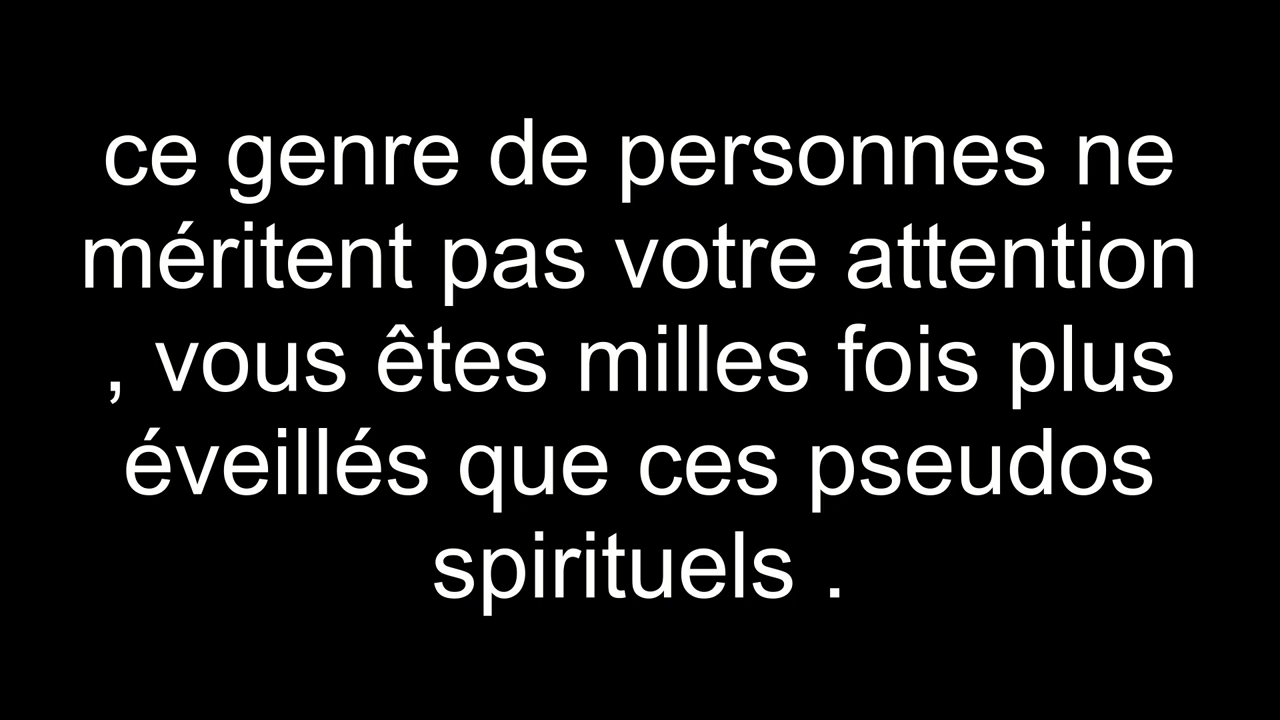 ce genre de personnes ne
méritent pas votre attention
, vous êtes milles fois plus
éveillés que ces pseudos
spirituels .